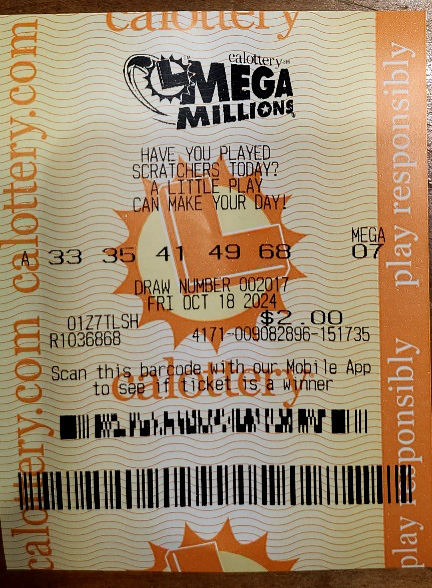 calottery
calottery
MEGA
MILLIONS
HAVE YOU PLAYED
SCRATCHERS TODAY?
A LITTLE PLAY
CAN MAKE YOUR DAY!
MEGA
A 33 35 41 49 68 07
DRAW NUMBER 002017
FRI OCT 18 2024
01Z7TLSH $2.00
R1036868 4171-009082896-151735
Scan this barcode with our Mobile App
to see if ticket is a winner
calottery
calottery.com calottery.com
play responsibly play responsibly